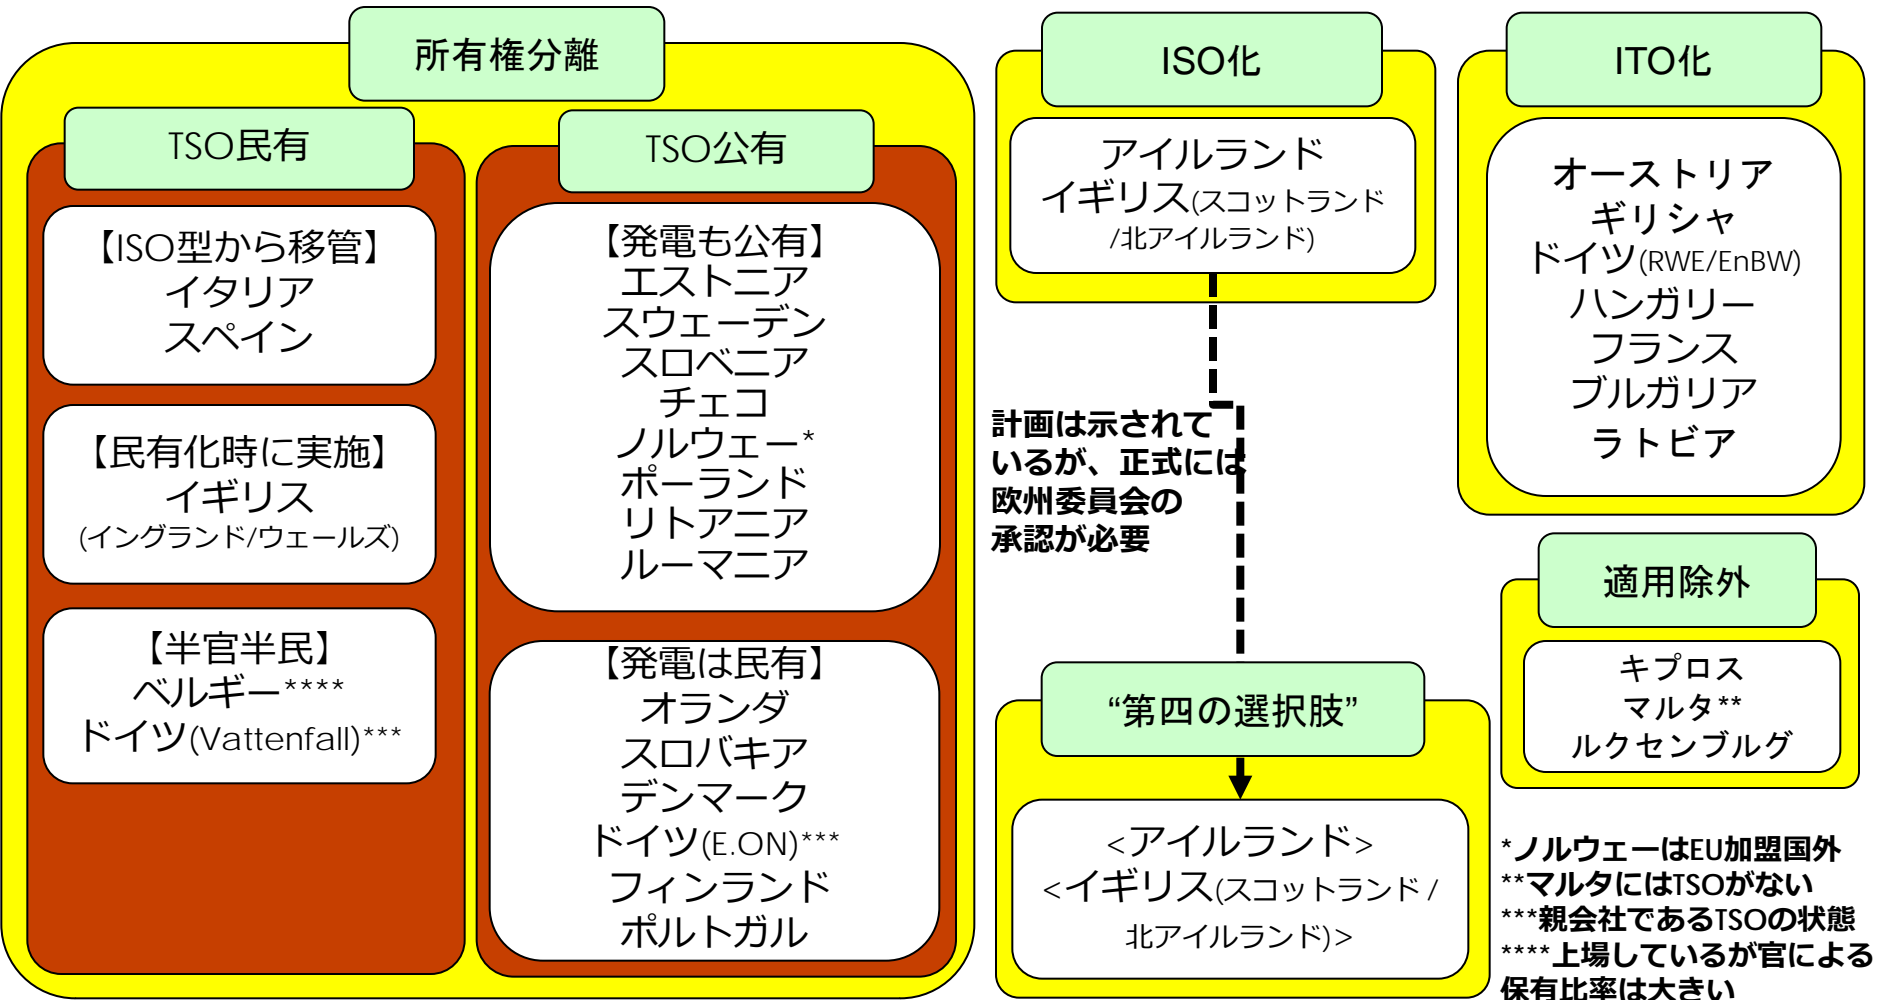 所有権分離
TSO民有
【ISO型から移管】
イタリア
スペイン
【民有化時に実施】
イギリス
(イングランド/ウェールズ)
【半官半民】
ベルギー****
ドイツ(Vattenfall)***
TSO公有
【発電も公有】
エストニア
スウェーデン
スロベニア
チェコ
ノルウェー*
ポーランド
リトアニア
ルーマニア
【発電は民有】
オランダ
スロバキア
デンマーク
ドイツ(E.ON)***
フィンランド
ポルトガル
ISO化
アイルランド
イギリス(スコットランド
/北アイルランド)
計画は示されて
いるが、正式には
欧州委員会の
承認が必要
“第四の選択肢”
<アイルランド>
<イギリス(スコットランド /
北アイルランド)>
ITO化
オーストリア
ギリシャ
ドイツ(RWE/EnBW)
ハンガリー
フランス
ブルガリア
ラトビア
適用除外
キプロス
マルタ**
ルクセンブルグ
*ノルウェーはEU加盟国外
**マルタにはTSOがない
***親会社であるTSOの状態
****上場しているが官による
保有比率は大きい